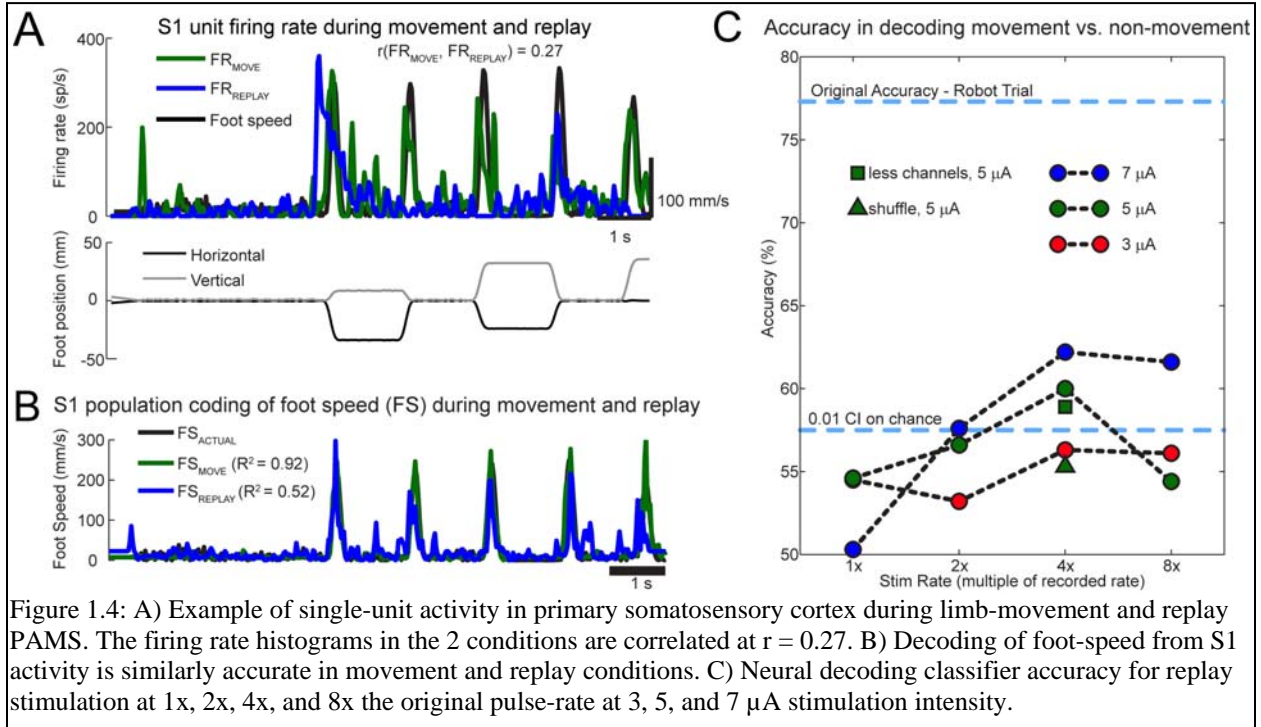 A
S1 unit firing rate during movement and replay
r(FR_MOVE, FR_REPLAY) = 0.27
FR_MOVE
FR_REPLAY
Foot speed
Firing rate (sp/s)
400
200
0
100 mm/s
1 s
Foot position (mm)
50
0
-50
Horizontal
Vertical
B
S1 population coding of foot speed (FS) during movement and replay
FS_ACTUAL
FS_MOVE (R² = 0.92)
FS_REPLAY (R² = 0.52)
Foot Speed (mm/s)
300
200
100
0
1 s
C
Accuracy in decoding movement vs. non-movement
80
75
70
65
60
55
50
Accuracy (%)
Original Accuracy - Robot Trial
less channels, 5 µA
shuffle, 5 µA
7 µA
5 µA
3 µA
0.01 CI on chance
1x 2x 4x 8x
Stim Rate (multiple of recorded rate)
Figure 1.4: A) Example of single-unit activity in primary somatosensory cortex during limb-movement and replay
PAMS. The firing rate histograms in the 2 conditions are correlated at r = 0.27. B) Decoding of foot-speed from S1
activity is similarly accurate in movement and replay conditions. C) Neural decoding classifier accuracy for replay
stimulation at 1x, 2x, 4x, and 8x the original pulse-rate at 3, 5, and 7 µA stimulation intensity.